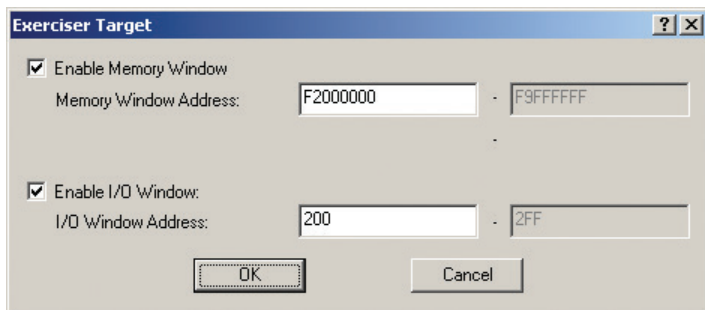 Exerciser Target
Enable Memory Window
Memory Window Address: F2000000 - F9FFFFFF
-
Enable I/O Window:
I/O Window Address: 200 - 2FF
OK Cancel